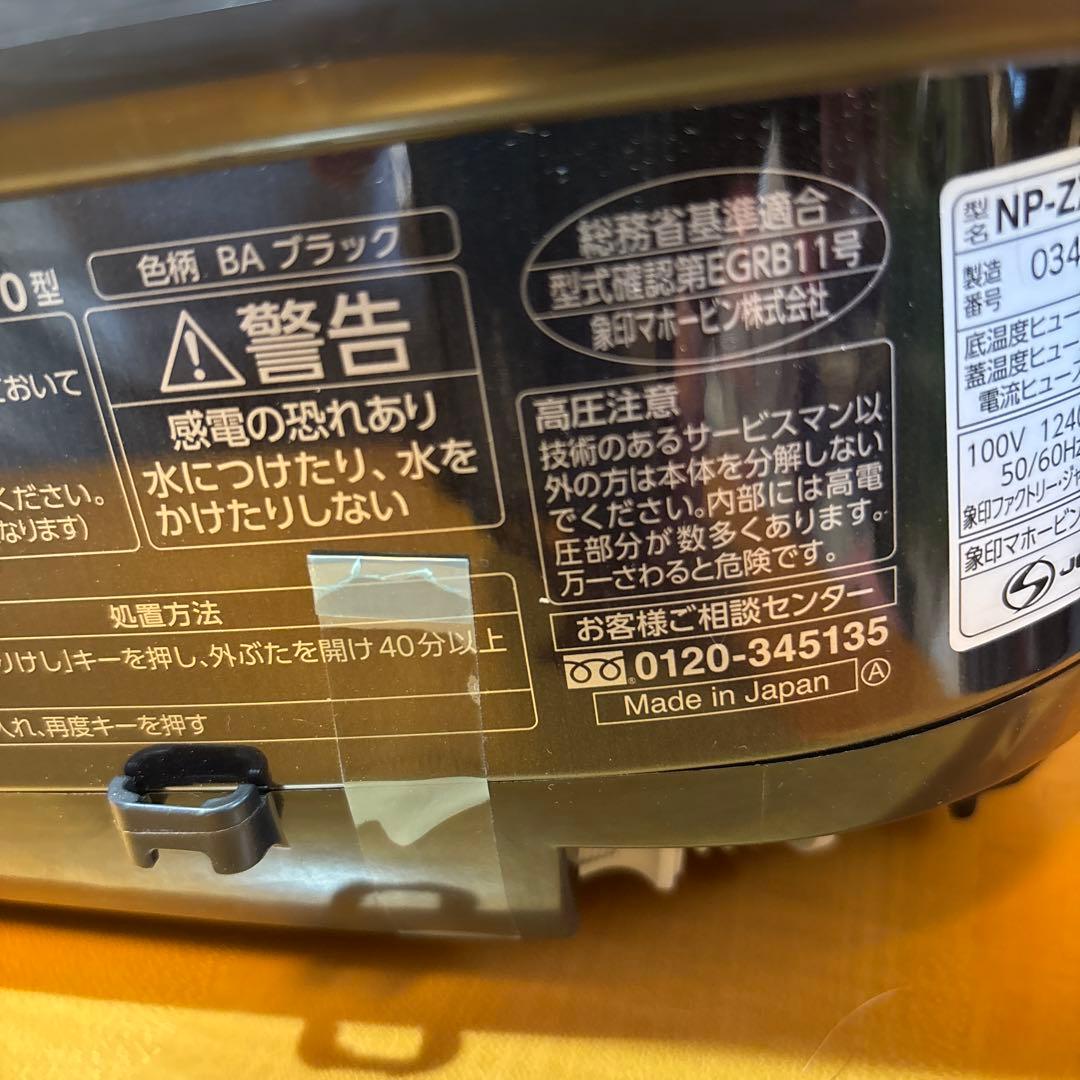 0型
色柄 BA ブラック
において
ください。
なります)
警告
感電の恐れあり
水につけたり、水を
かけたりしない
総務省基準適合
型式確認第EGRB11号
象印マホービン株式会社
高圧注意
技術のあるサービスマン以
外の方は本体を分解しない
でください。内部には高電
圧部分が数多くあります。
万一さわると危険です。
処置方法
りけし」キーを押し、外ぶたを開け40分以上
入れ、再度キーを押す
お客様ご相談センター
0120-345135
Made in Japan Ⓐ
型名 NP-Z
製造番号 034
底温度ヒュー
蓋温度ヒュー
電流ヒュー
100V 124
50/60Hz
象印ファクトリー・ジャ
象印マホービン